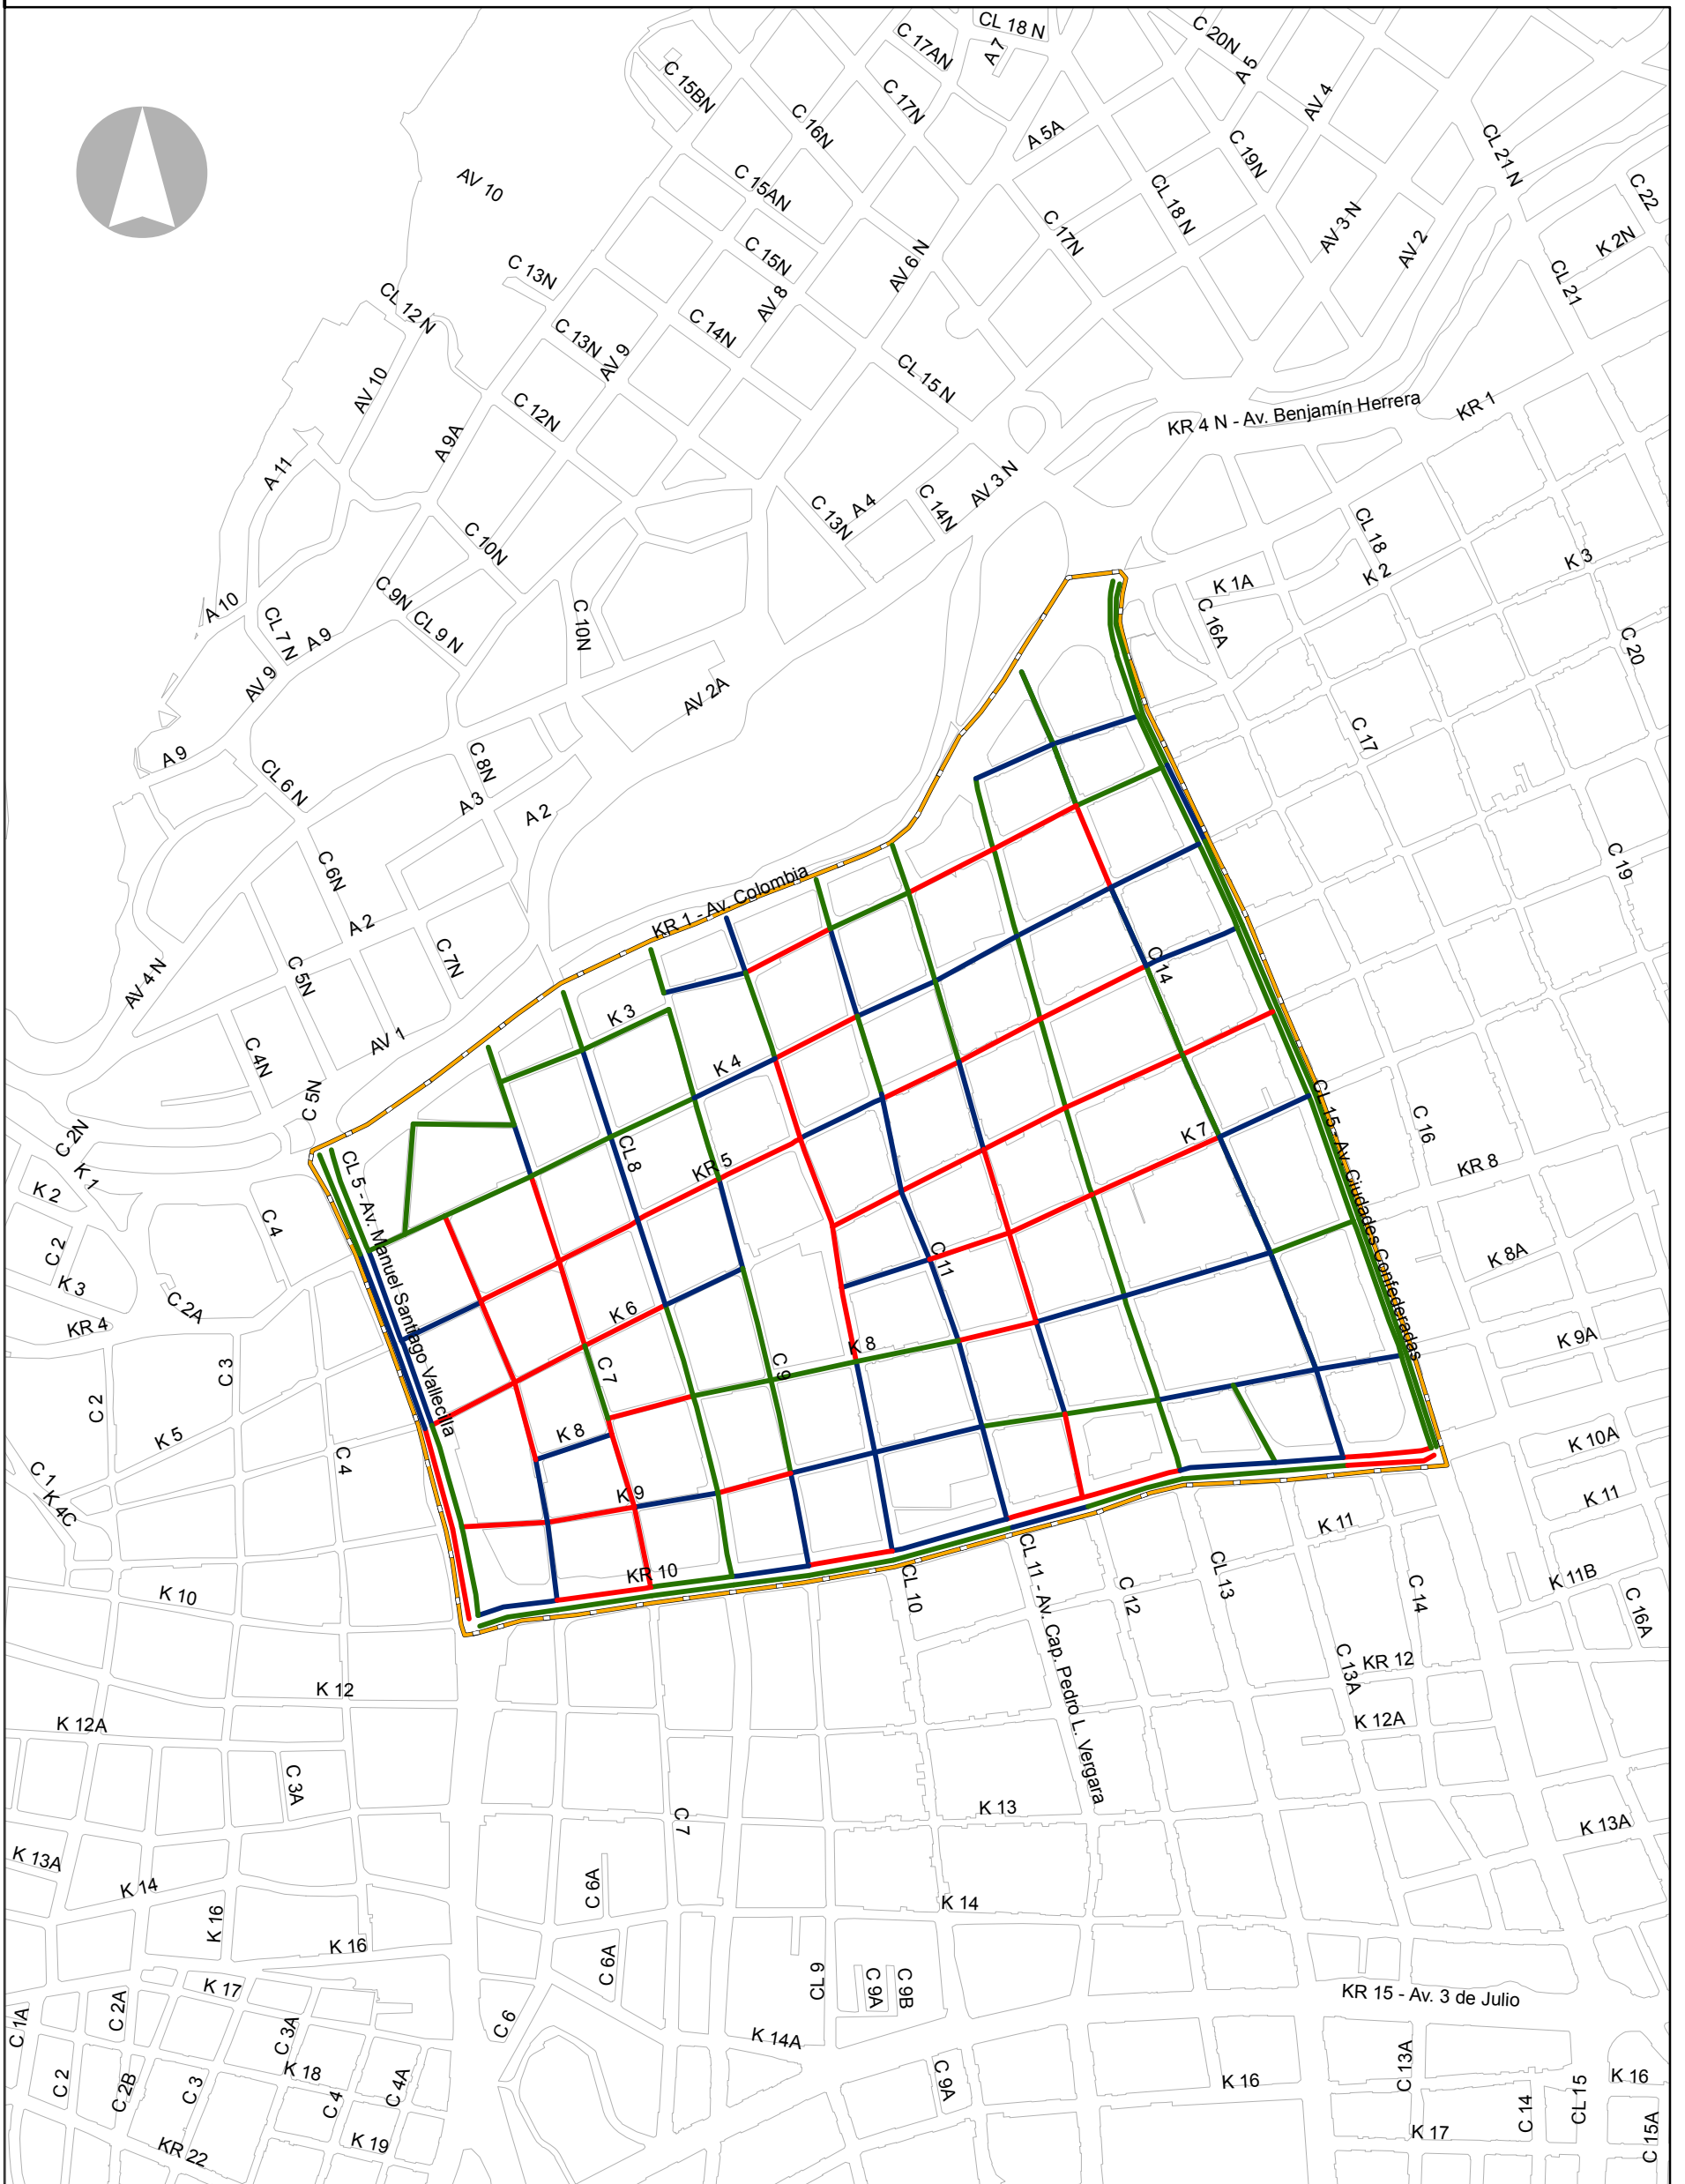 CL 18 N
C 20N
C 17AN
A 7
A 5
C 15BN
C 17N
AV 4
C 16N
A 5A
C 19N
CL 21 N
AV 10
C 15AN
CL 18 N
C 22
C 17N
AV 3 N
K 2N
C 15N
AV 6 N
AV 2
C 13N
CL 21
AV 8
CL 12 N
C 14N
C 13N
AV 9
CL 15 N
AV 10
C 12N
KR 4 N - Av. Benjamín Herrera
KR 1
A 9A
A 11
AV 3 N
A 4
C 14N
C 13N
CL 18
C 10N
K 3
K 2
K 1A
C 9N
A 10
CL 9 N
C 10N
C 16A
CL 7 N
A 9
C 20
AV 9
AV 2A
C 17
A 9
C 8N
CL 6 N
A 3
A 2
C 6N
C 19
KR 1 - Av. Colombia
A 2
C 7N
C 5N
AV 4 N
C 14
K 3
AV 1
C 4N
K 4
C 5N
CL 15 - Av. Ciudades Confederadas
C 16
C 2N
K 7
CL 8
KR 5
KR 8
K 1
K 2
CL 5 - Av. Manuel Santiago Vallecilla
C 4
C 2
C 11
K 8A
K 3
C 2A
K 6
KR 4
K 8
K 9A
C 3
C 7
C 9
C 2
K 5
K 8
K 10A
C 4
C 1
K 9
K 11
K 4C
K 11
KR 10
K 11B
K 10
CL 10
CL 11 - Av. Cap. Pedro L. Vergara
C 12
CL 13
C 14
C 16A
C 13A
KR 12
K 12
K 12A
K 12A
C 3A
K 13
C 7
K 13A
K 13A
K 14
C 6A
K 14
K 16
K 16
C 6A
CL 9
C 9A
C 9B
K 17
KR 15 - Av. 3 de Julio
C 1A
C 2A
C 3A
C 6
K 14A
K 18
C 2
C 2B
C 3
C 4
C 4A
C 9A
K 16
C 13A
C 14
CL 15
K 16
K 19
KR 22
K 17
C 15A